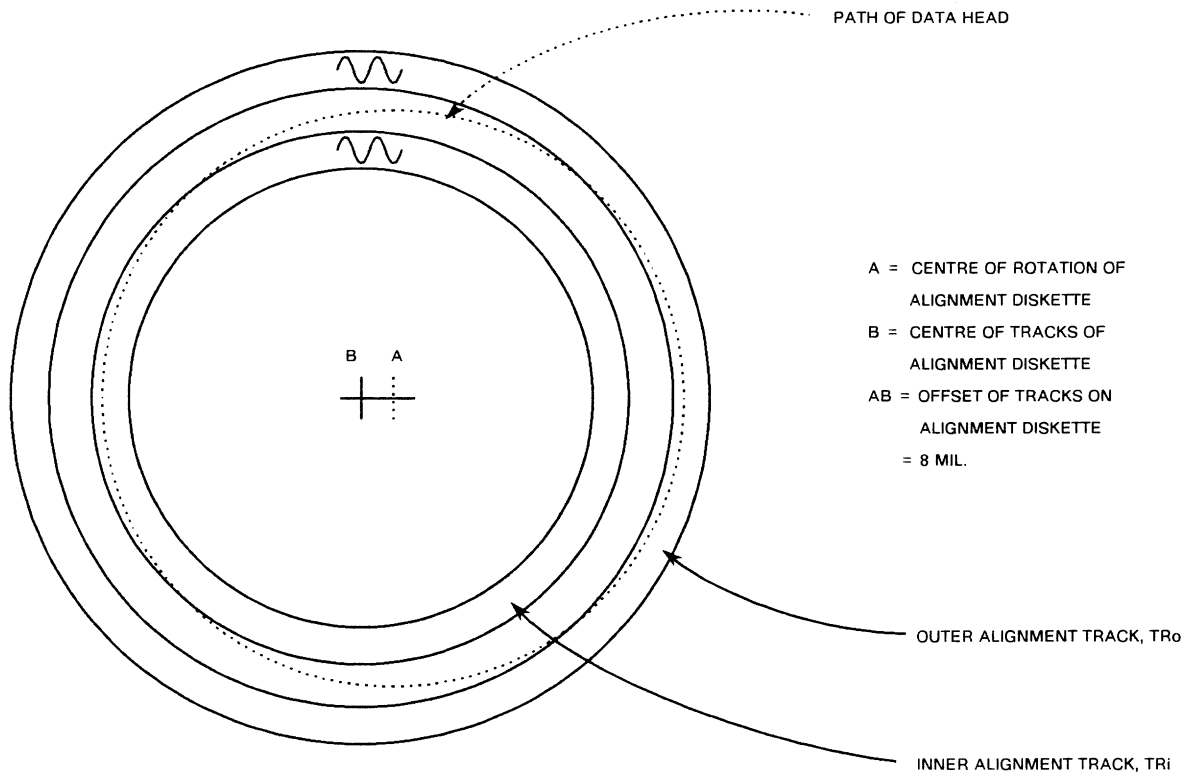 PATH OF DATA HEAD
A = CENTRE OF ROTATION OF
ALIGNMENT DISKETTE
B = CENTRE OF TRACKS OF
ALIGNMENT DISKETTE
AB = OFFSET OF TRACKS ON
ALIGNMENT DISKETTE
= 8 MIL.
B A
OUTER ALIGNMENT TRACK, TRo
INNER ALIGNMENT TRACK, TRi